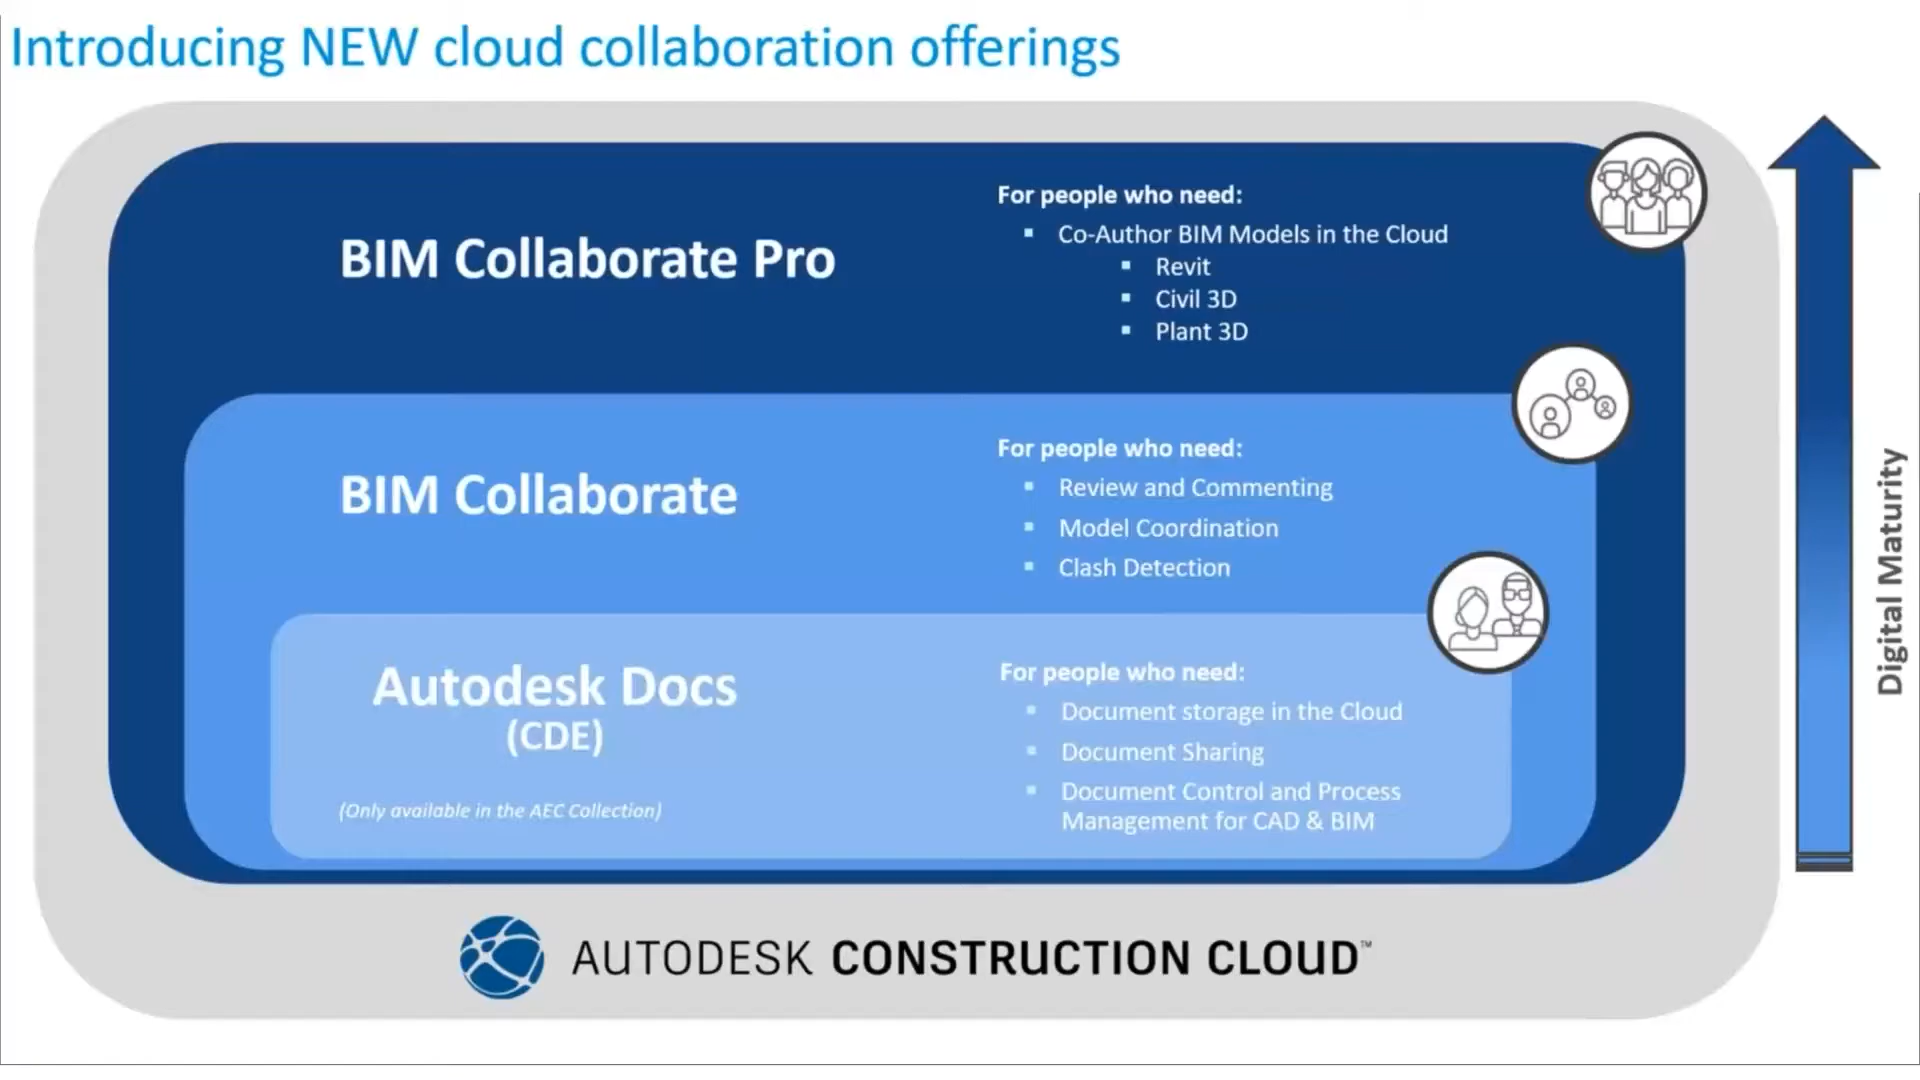 Introducing NEW cloud collaboration offerings
BIM Collaborate Pro
For people who need:
▪ Co-Author BIM Models in the Cloud
▪ Revit
▪ Civil 3D
▪ Plant 3D
BIM Collaborate
For people who need:
▪ Review and Commenting
▪ Model Coordination
▪ Clash Detection
Autodesk Docs
(CDE)
(Only available in the AEC Collection)
For people who need:
▪ Document storage in the Cloud
▪ Document Sharing
▪ Document Control and Process
Management for CAD & BIM
Digital Maturity
AUTODESK CONSTRUCTION CLOUD™